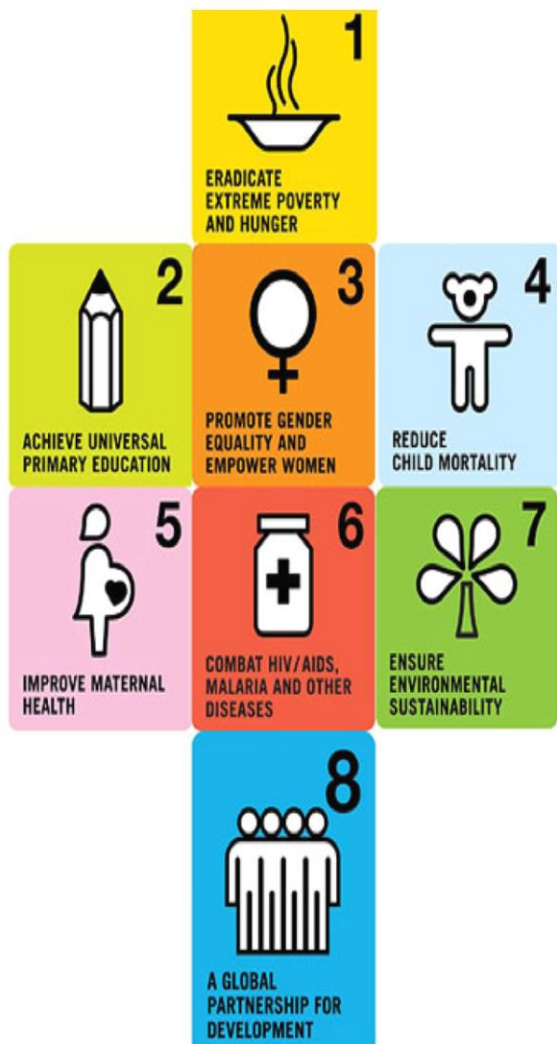 1
ERADICATE
EXTREME POVERTY
AND HUNGER
2
ACHIEVE UNIVERSAL
PRIMARY EDUCATION
3
PROMOTE GENDER
EQUALITY AND
EMPOWER WOMEN
4
REDUCE
CHILD MORTALITY
5
IMPROVE MATERNAL
HEALTH
6
COMBAT HIV/AIDS,
MALARIA AND OTHER
DISEASES
7
ENSURE
ENVIRONMENTAL
SUSTAINABILITY
8
A GLOBAL
PARTNERSHIP FOR
DEVELOPMENT